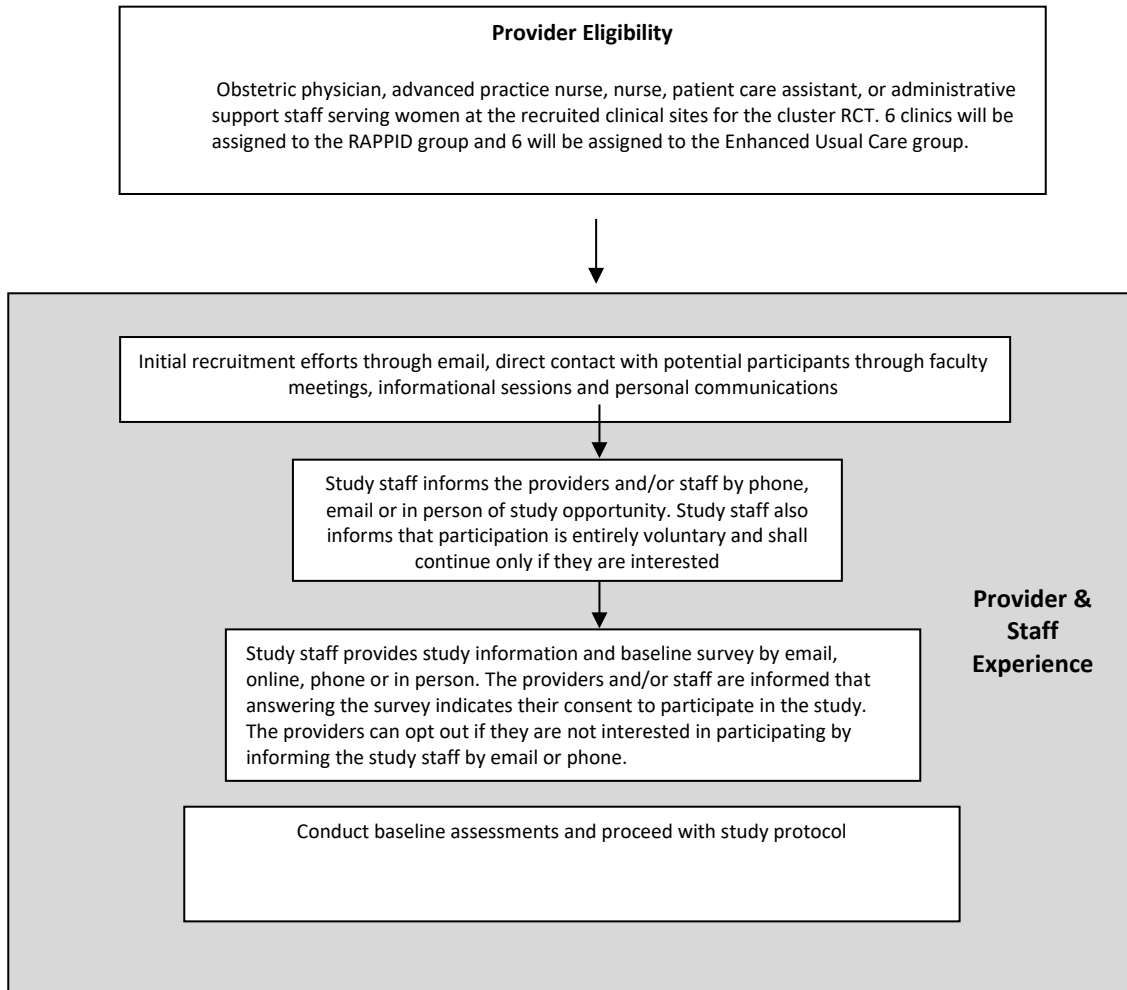 Provider Eligibility
Obstetric physician, advanced practice nurse, nurse, patient care assistant, or administrative
support staff serving women at the recruited clinical sites for the cluster RCT. 6 clinics will be
assigned to the RAPPID group and 6 will be assigned to the Enhanced Usual Care group.
Initial recruitment efforts through email, direct contact with potential participants through faculty
meetings, informational sessions and personal communications
Study staff informs the providers and/or staff by phone,
email or in person of study opportunity. Study staff also
informs that participation is entirely voluntary and shall
continue only if they are interested
Provider &
Staff
Experience
Study staff provides study information and baseline survey by email,
online, phone or in person. The providers and/or staff are informed that
answering the survey indicates their consent to participate in the study.
The providers can opt out if they are not interested in participating by
informing the study staff by email or phone.
Conduct baseline assessments and proceed with study protocol